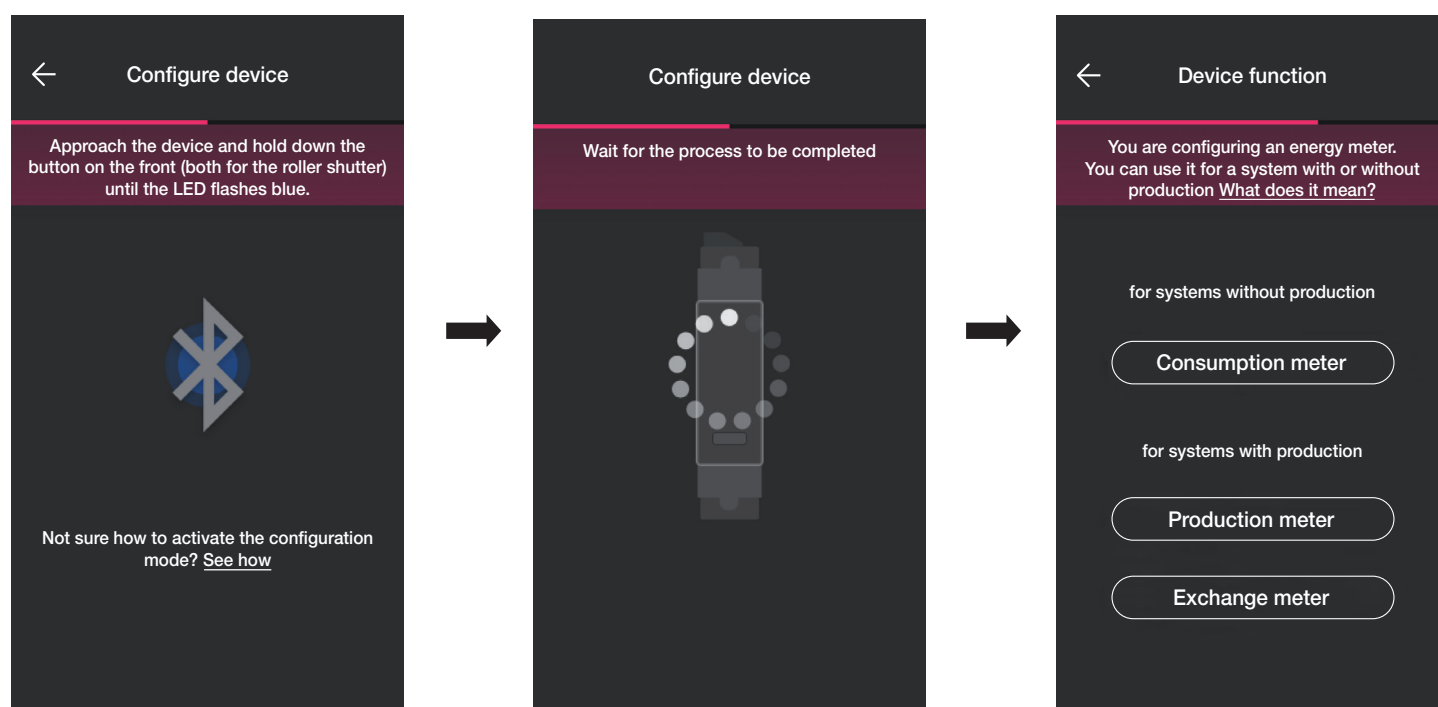 Configure device
Approach the device and hold down the
button on the front (both for the roller shutter)
until the LED flashes blue.
Not sure how to activate the configuration
mode? See how
Configure device
Wait for the process to be completed
Device function
You are configuring an energy meter.
You can use it for a system with or without
production What does it mean?
for systems without production
Consumption meter
for systems with production
Production meter
Exchange meter